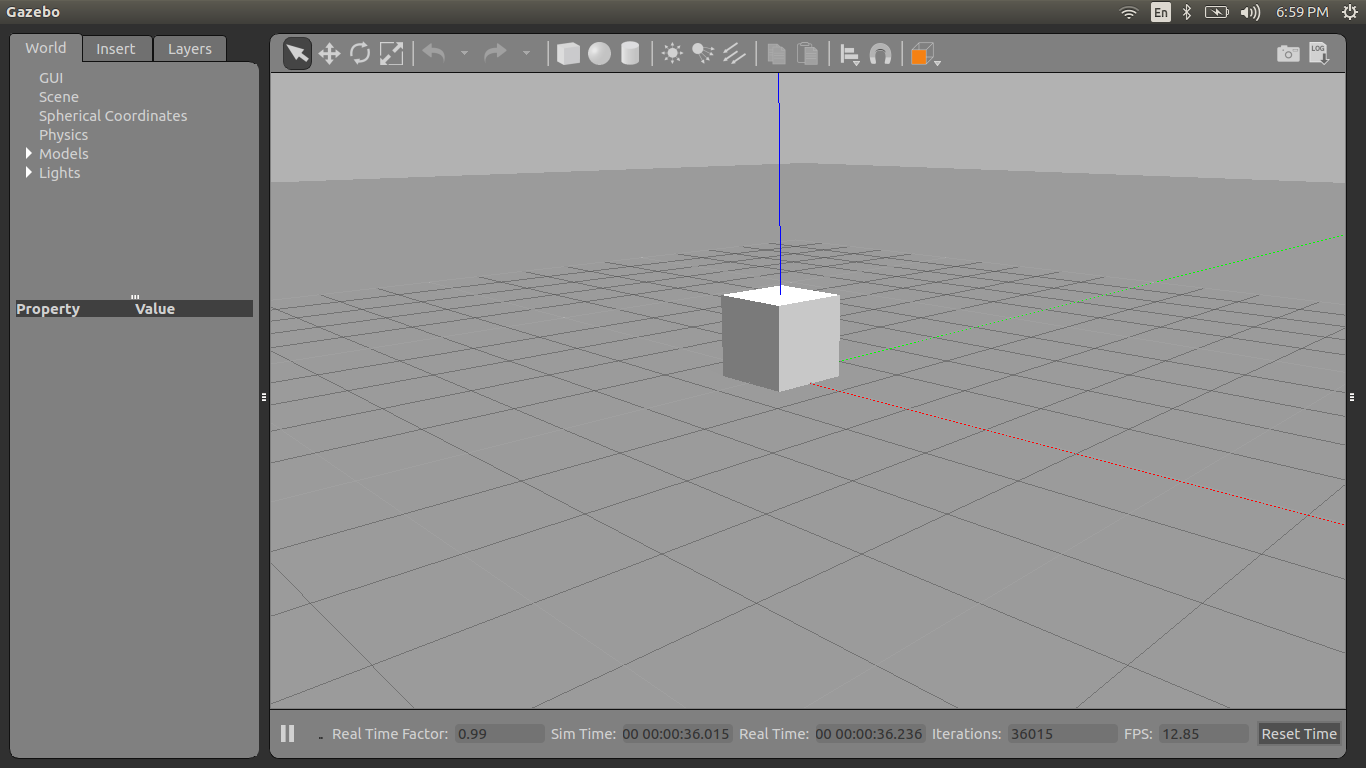 Gazebo
En
6:59 PM
World Insert Layers
LOG
GUI
Scene
Spherical Coordinates
Physics
Models
Lights
Property Value
Real Time Factor: 0.99 Sim Time: 00 00:00:36.015 Real Time: 00 00:00:36.236 Iterations: 36015 FPS: 12.85 Reset Time